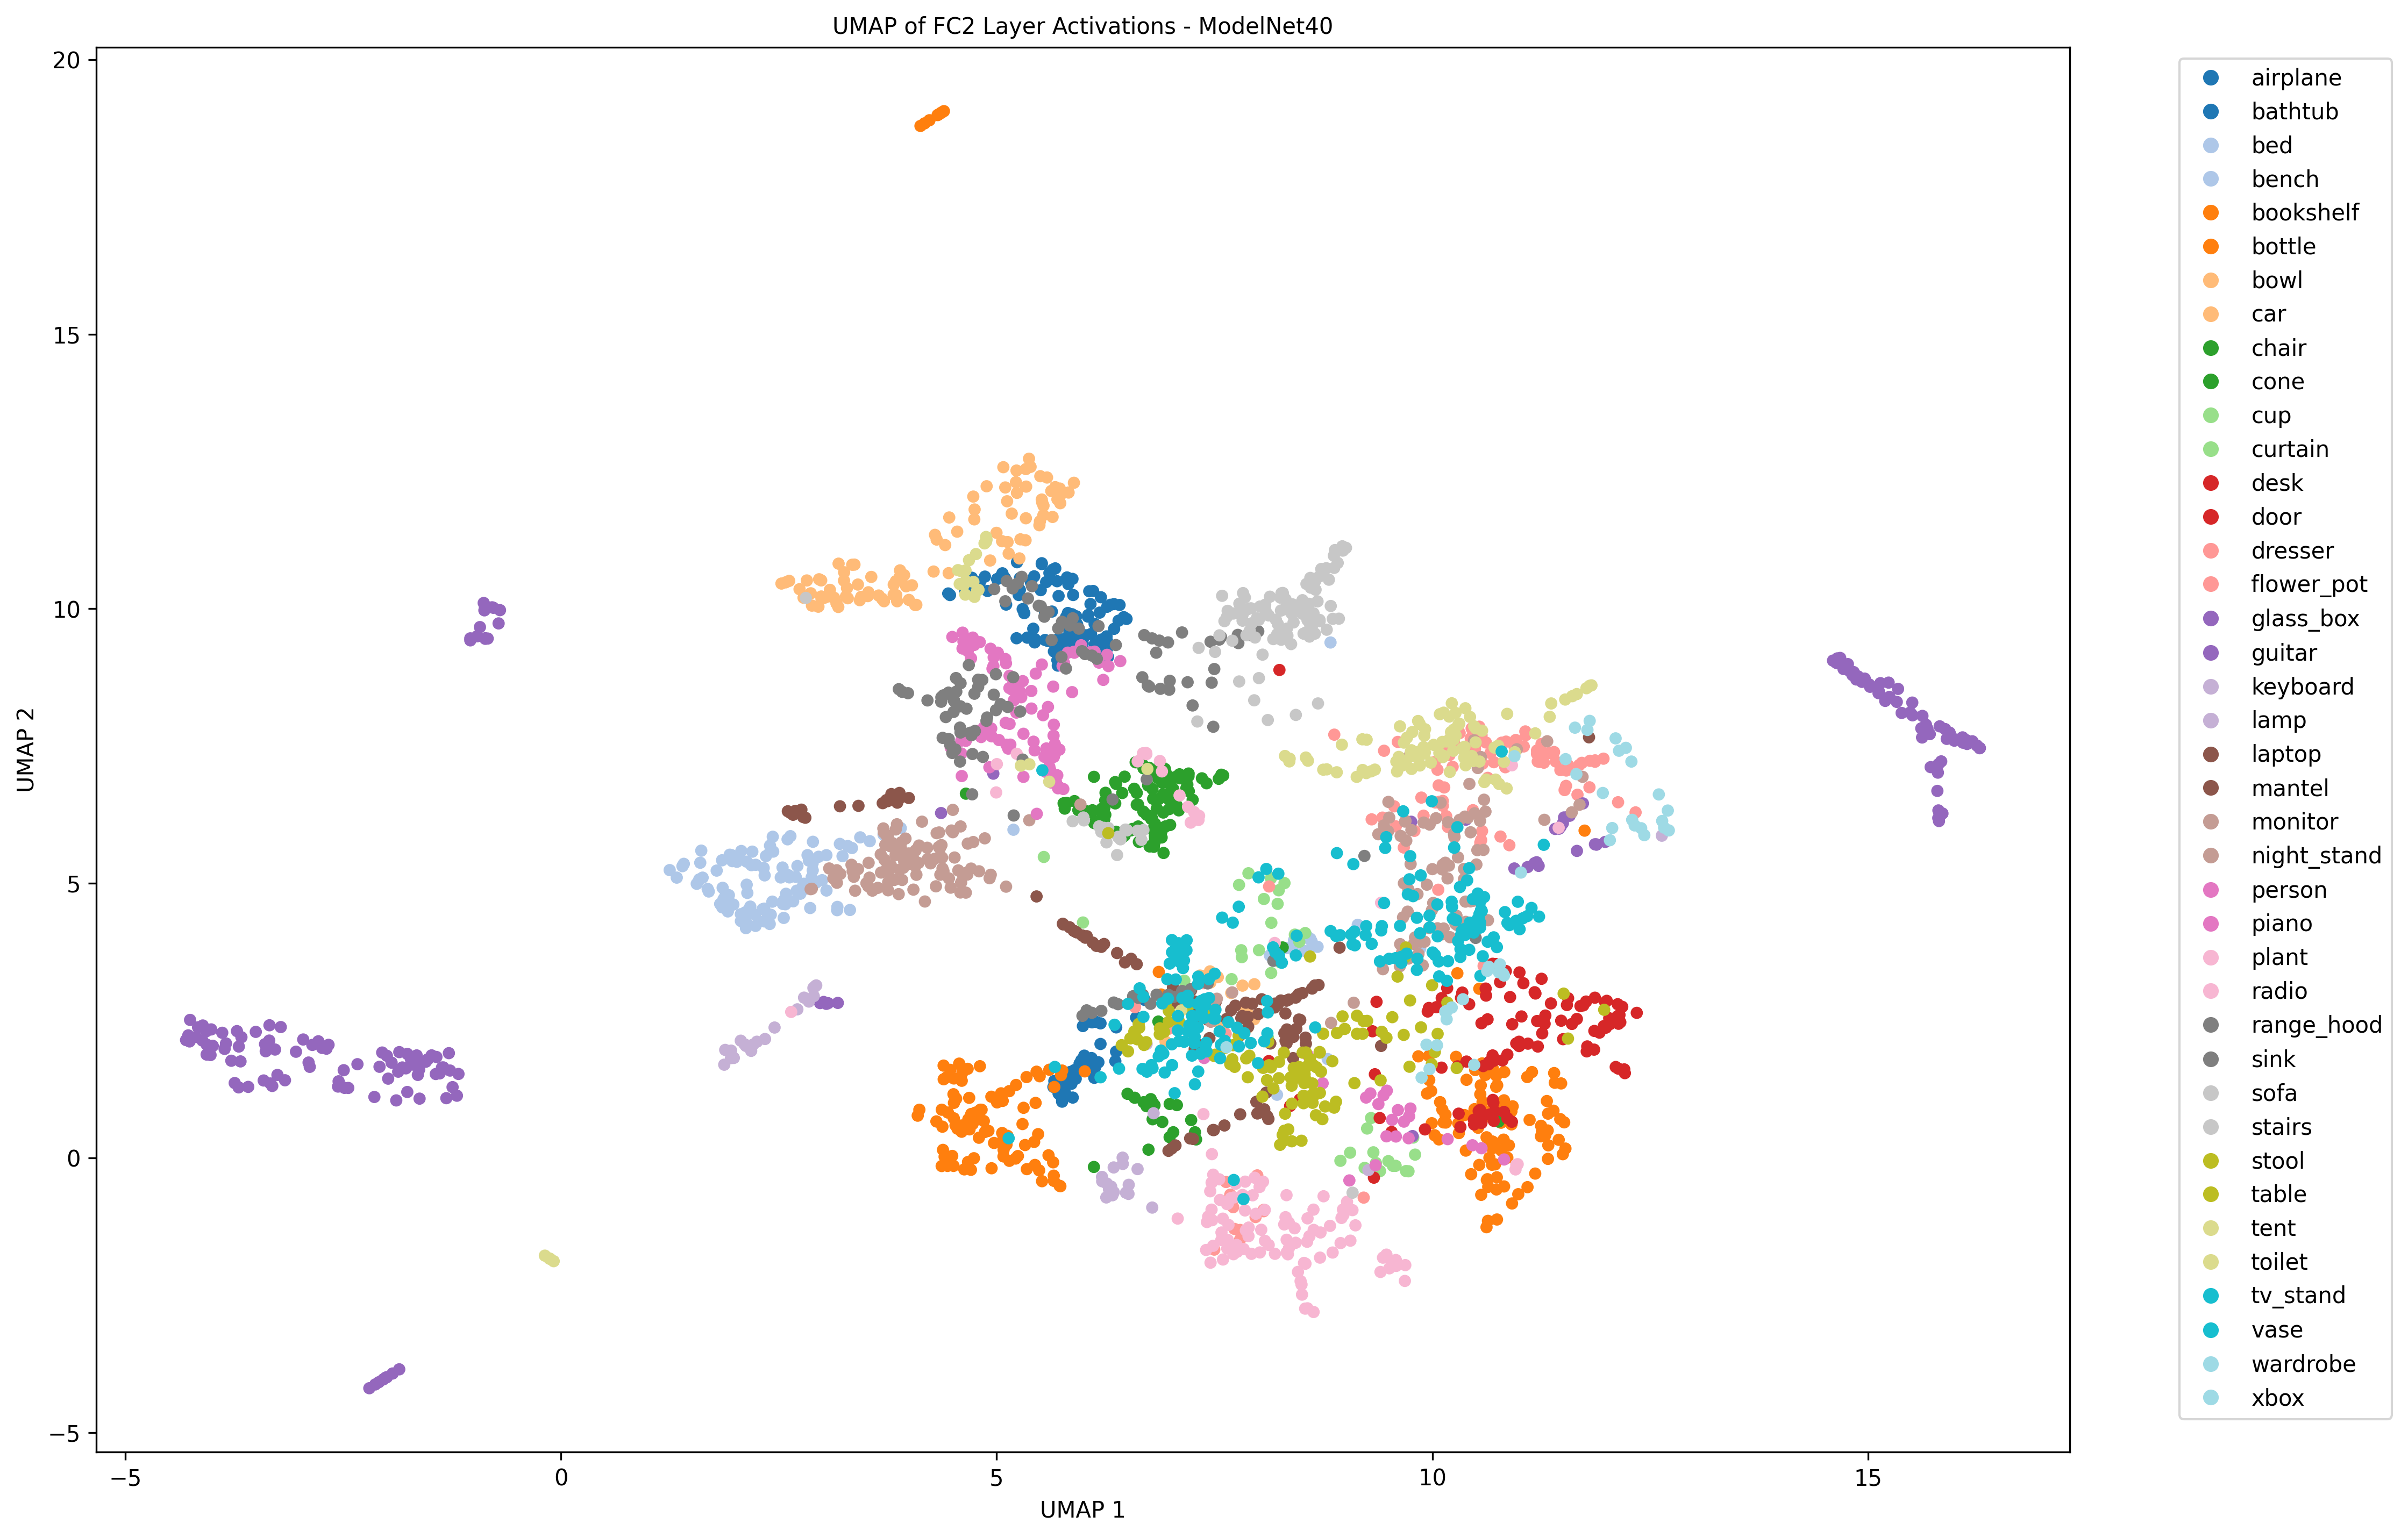 UMAP of FC2 Layer Activations - ModelNet40
20
15
10
5
0
−5
UMAP 2
−5
0
5
10
15
UMAP 1
airplane
bathtub
bed
bench
bookshelf
bottle
bowl
car
chair
cone
cup
curtain
desk
door
dresser
flower_pot
glass_box
guitar
keyboard
lamp
laptop
mantel
monitor
night_stand
person
piano
plant
radio
range_hood
sink
sofa
stairs
stool
table
tent
toilet
tv_stand
vase
wardrobe
xbox